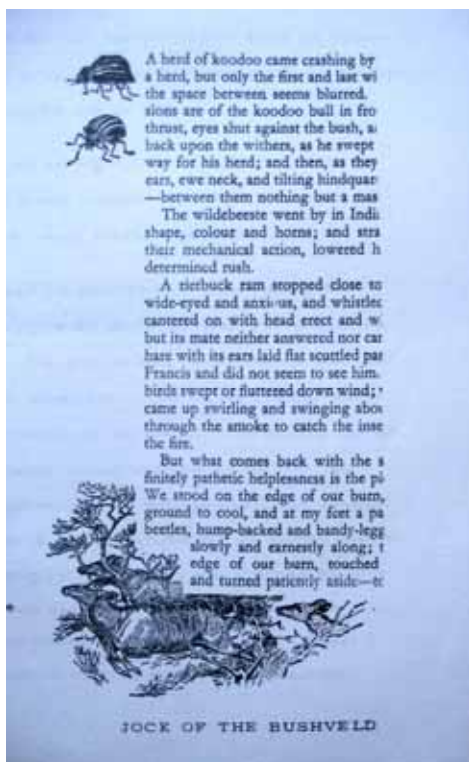 A herd of koodoo came crashing by
a herd, but only the first and last wi
the space between seems blurred.
sions are of the koodoo bull in fro
thrust, eyes shut against the bush, a
back upon the withers, as he swept
way for his herd; and then, as they
ears, ewe neck, and tilting hindquar
—between them nothing but a mas
The wildebeeste went by in Indi
shape, colour and horns; and stra
their mechanical action, lowered h
determined rush.
A rietbuck ram stopped close to
wide-eyed and anxious, and whistled
cantered on with head erect and w
but its mate neither answered nor car
hare with its ears laid flat scuttled par
Francis and did not seem to see him.
birds swept or fluttered down wind;
came up swirling and swinging abov
through the smoke to catch the inse
the fire.
But what comes back with the s
finitely pathetic helplessness is the pi
We stood on the edge of our burn,
ground to cool, and at my feet a pa
beetles, hump-backed and bandy-legg
slowly and earnestly along; t
edge of our burn, touched
and turned patiently aside—to
JOCK OF THE BUSHVELD